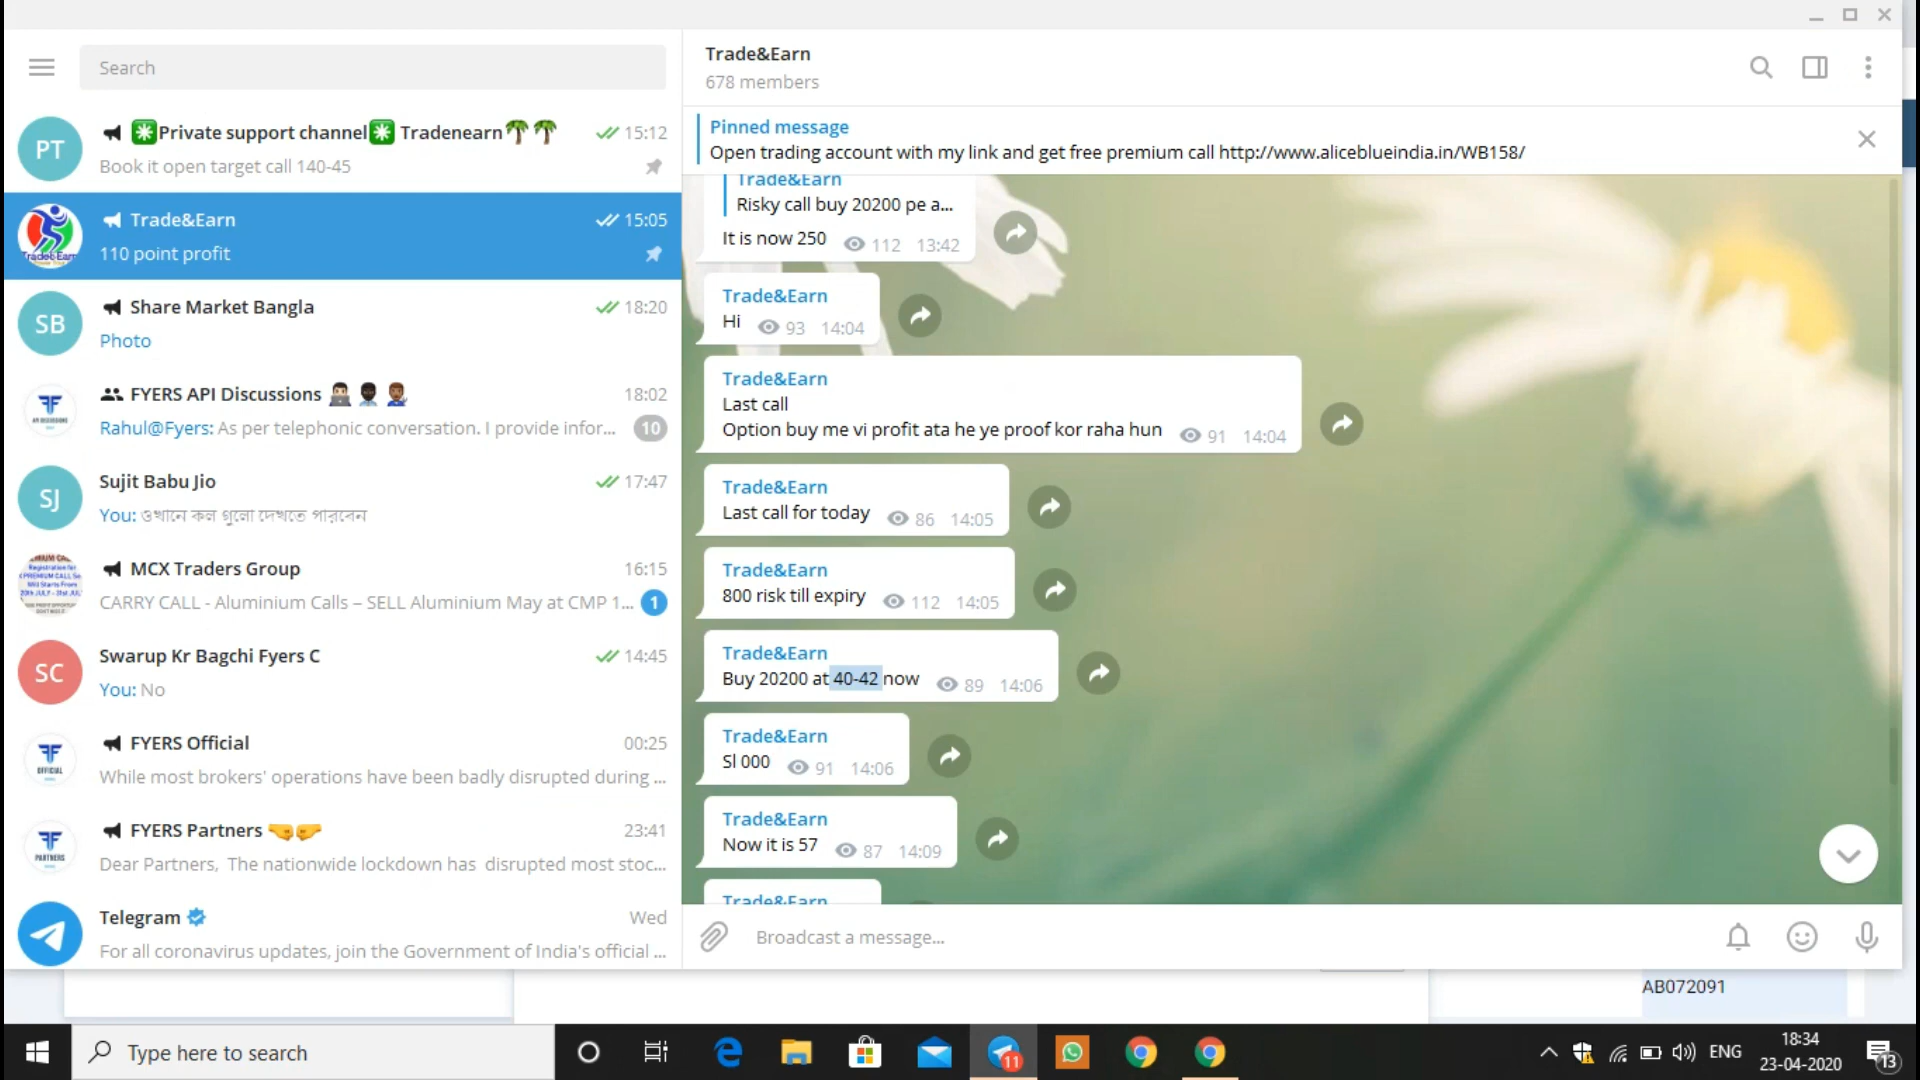 Search
PT
Private support channel Tradenearn
15:12
Book it open target call 140-45
Trade&Earn
15:05
110 point profit
SB
Share Market Bangla
18:20
Photo
FYERS API Discussions
18:02
Rahul@Fyers: As per telephonic conversation. I provide infor...
10
SJ
Sujit Babu Jio
17:47
You: ওখানে কল গুলো দেখতে পারবেন
MCX Traders Group
16:15
CARRY CALL - Aluminium Calls – SELL Aluminium May at CMP 1...
1
SC
Swarup Kr Bagchi Fyers C
14:45
You: No
OFFICIAL
FYERS Official
00:25
While most brokers' operations have been badly disrupted during ...
PARTNERS
FYERS Partners
23:41
Dear Partners, The nationwide lockdown has disrupted most stoc...
Telegram
Wed
For all coronavirus updates, join the Government of India's official ...
Trade&Earn
678 members
Pinned message
Open trading account with my link and get free premium call http://www.aliceblueindia.in/WB158/
Trade&Earn
Risky call buy 20200 pe a...
It is now 250 112 13:42
Trade&Earn
Hi 93 14:04
Trade&Earn
Last call
Option buy me vi profit ata he ye proof kor raha hun 91 14:04
Trade&Earn
Last call for today 86 14:05
Trade&Earn
800 risk till expiry 112 14:05
Trade&Earn
Buy 20200 at 40-42 now 89 14:06
Trade&Earn
Sl 000 91 14:06
Trade&Earn
Now it is 57 87 14:09
Trade&Earn
Broadcast a message...
AB072091
Type here to search
11
ENG
18:34
23-04-2020
13